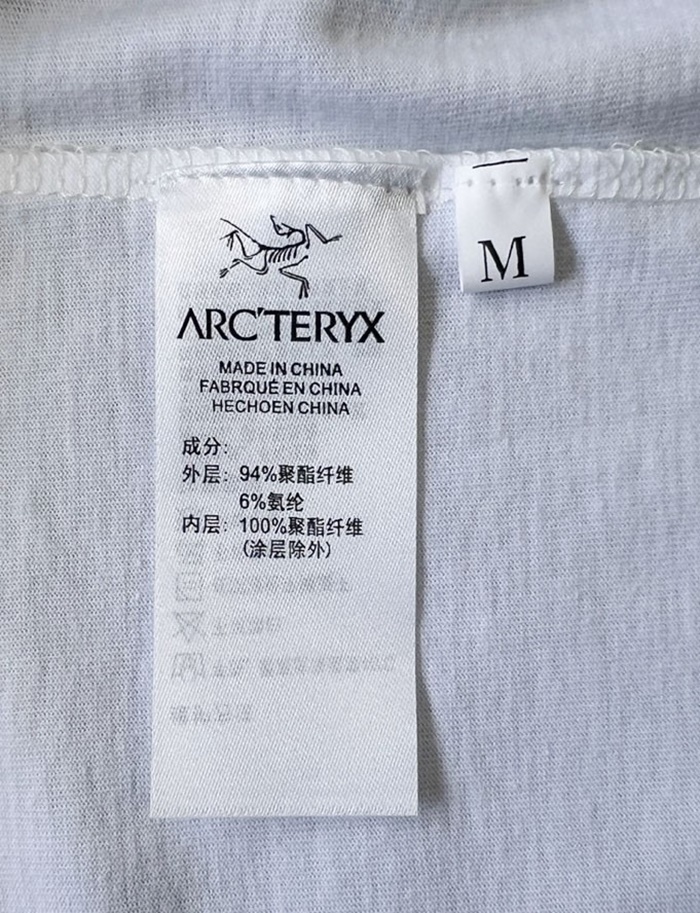 ARC'TERYX
MADE IN CHINA
FABRQUÉ EN CHINA
HECHOEN CHINA
成分:
外层: 94%聚酯纤维
6%氨纶
内层: 100%聚酯纤维
(涂层除外)
M